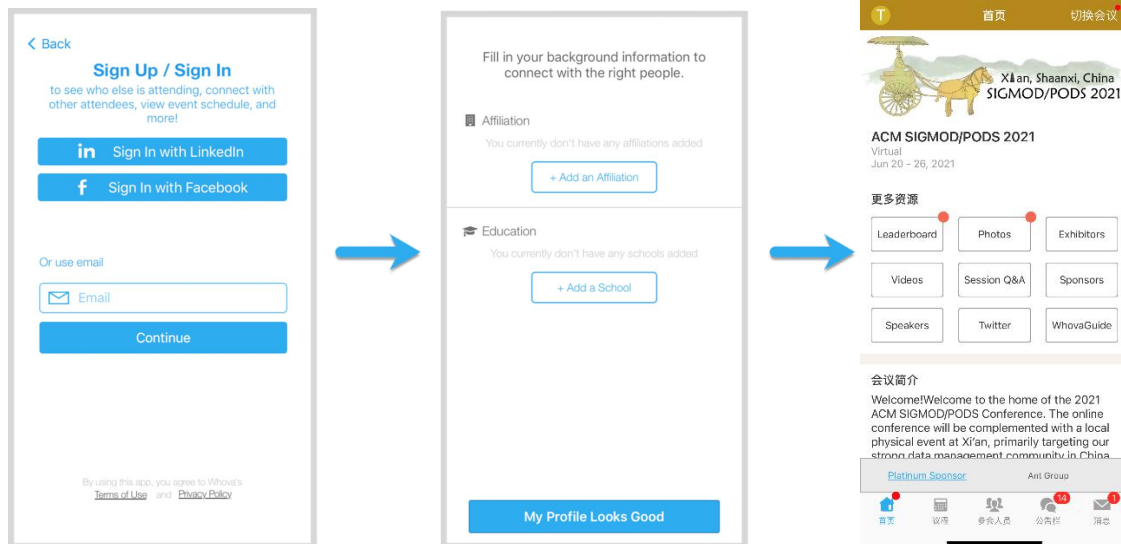 Back
Sign Up / Sign In
to see who else is attending, connect with
other attendees, view event schedule, and
more!
in Sign In with LinkedIn
f Sign In with Facebook
Or use email
Email
Continue
By using this app, you agree to Whova's
Terms of Use and Privacy Policy
Fill in your background information to
connect with the right people.
Affiliation
You currently don't have any affiliations added
+ Add an Affiliation
Education
You currently don't have any schools added
+ Add a School
My Profile Looks Good
T 首页 切换会议
Xi'an, Shaanxi, China
SIGMOD/PODS 2021
ACM SIGMOD/PODS 2021
Virtual
Jun 20 - 26, 2021
更多资源
Leaderboard Photos Exhibitors
Videos Session Q&A Sponsors
Speakers Twitter WhovaGuide
会议简介
Welcome!Welcome to the home of the 2021
ACM SIGMOD/PODS Conference. The online
conference will be complemented with a local
physical event at Xi'an, primarily targeting our
strong data management community in China
Platinum Sponsor Ant Group
14 1
首页 议程 参会人员 公告栏 消息